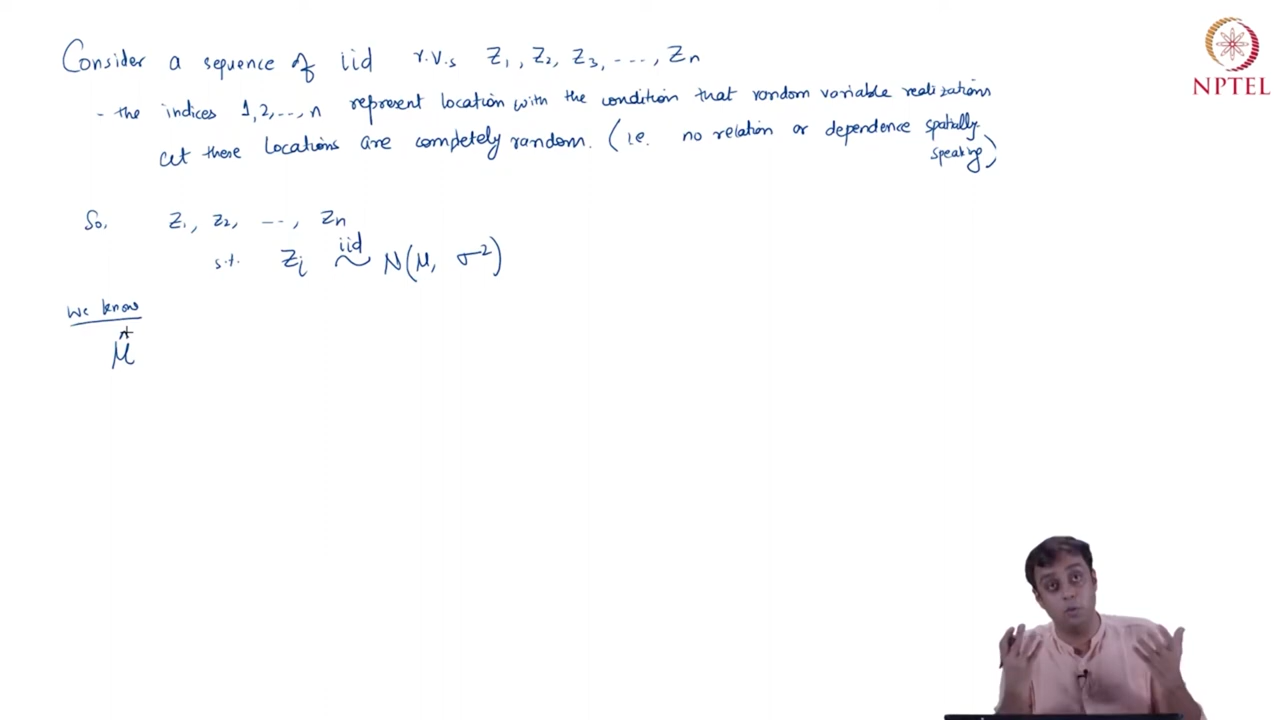 Consider a sequence of iid r.v.s Z1, Z2, Z3, ...., Zn
NPTEL
- the indices 1,2,...,n represent location with the condition that random variable realizations
at these locations are completely random. (i.e. no relation or dependence spatially
speaking)
So, Z1, Z2, ..., Zn
s.t. Zi iid ~ N(μ, σ²)
We know
μ̂